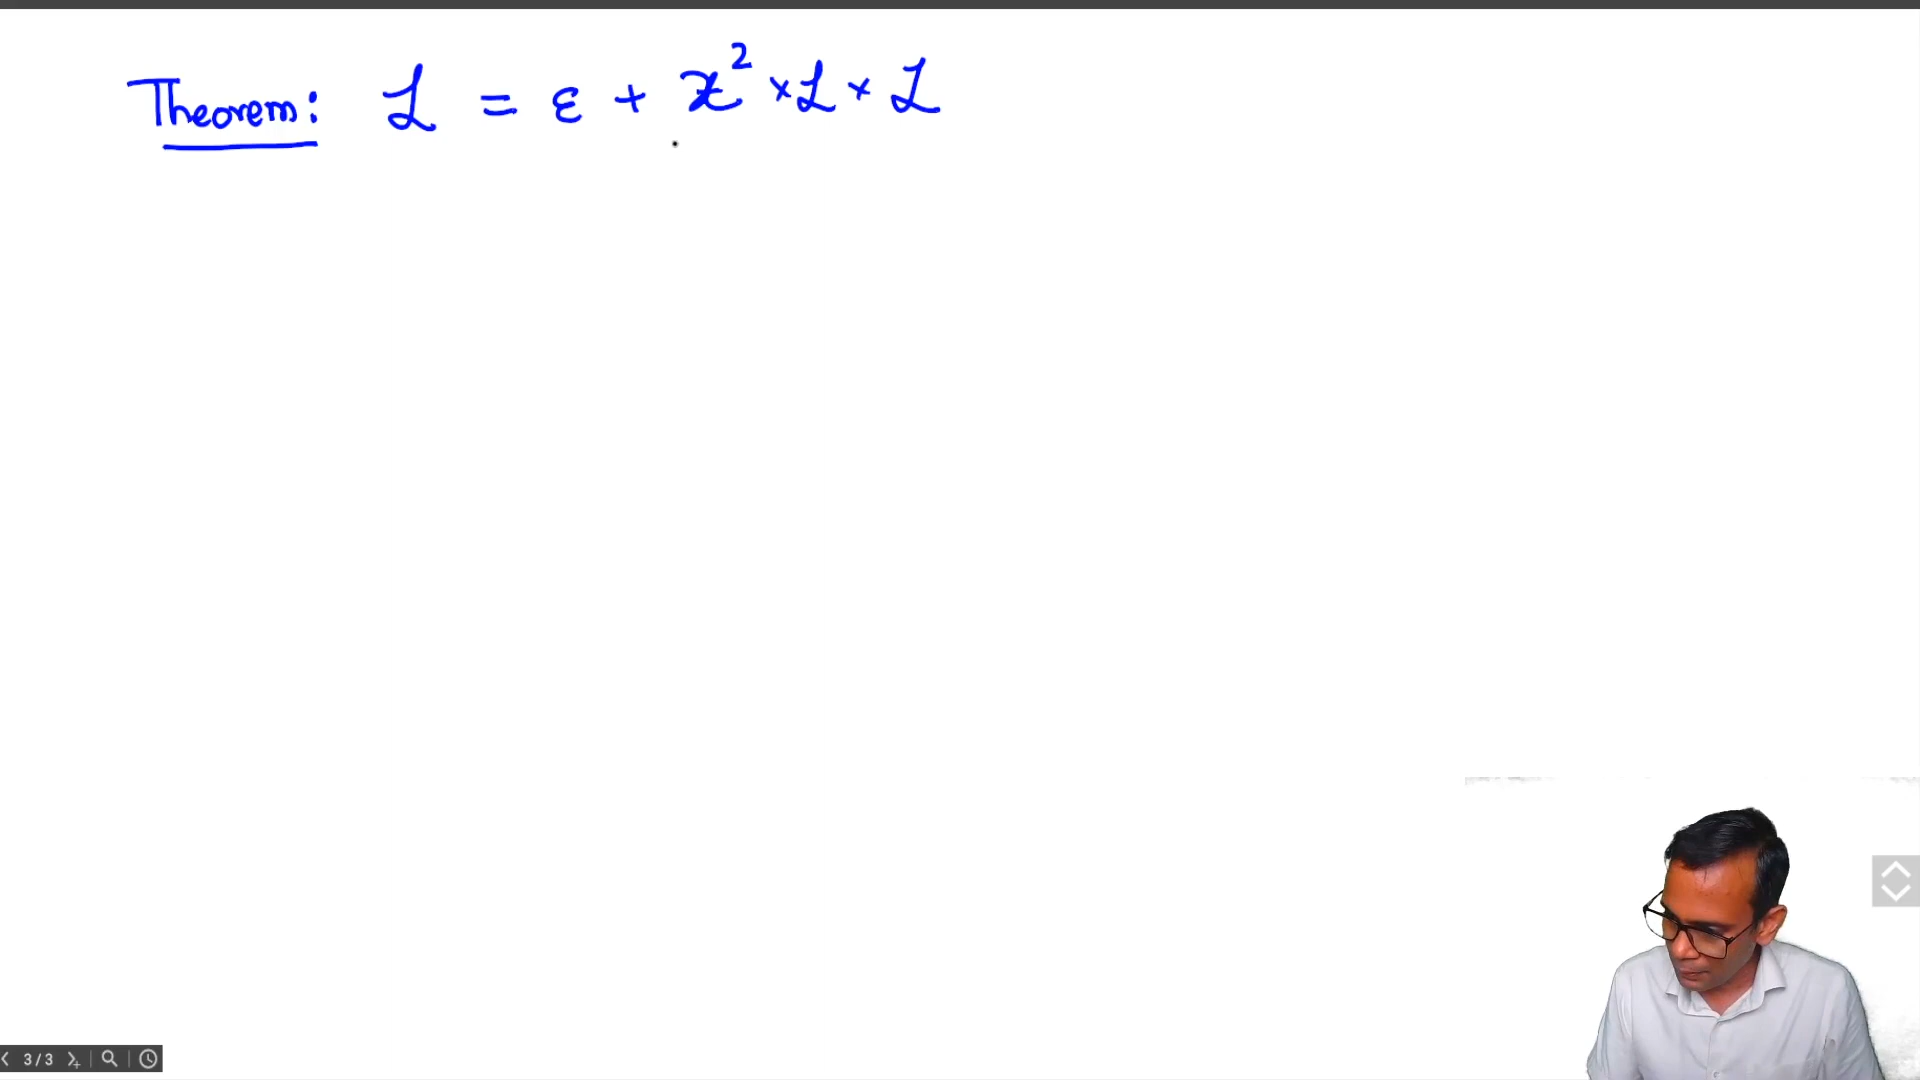 Theorem: ℒ = ε + x² × ℒ × ℒ
3/3